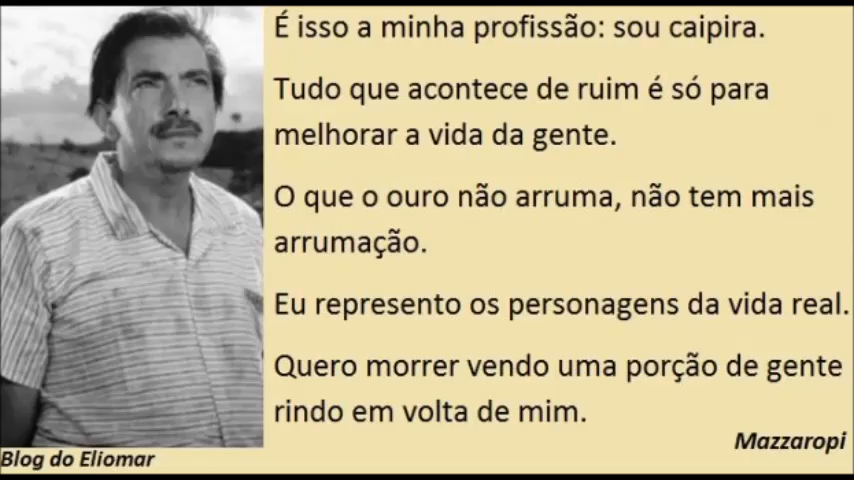 É isso a minha profissão: sou caipira.
Tudo que acontece de ruim é só para
melhorar a vida da gente.
O que o ouro não arruma, não tem mais
arrumação.
Eu represento os personagens da vida real.
Quero morrer vendo uma porção de gente
rindo em volta de mim.
Mazzaropi
Blog do Eliomar